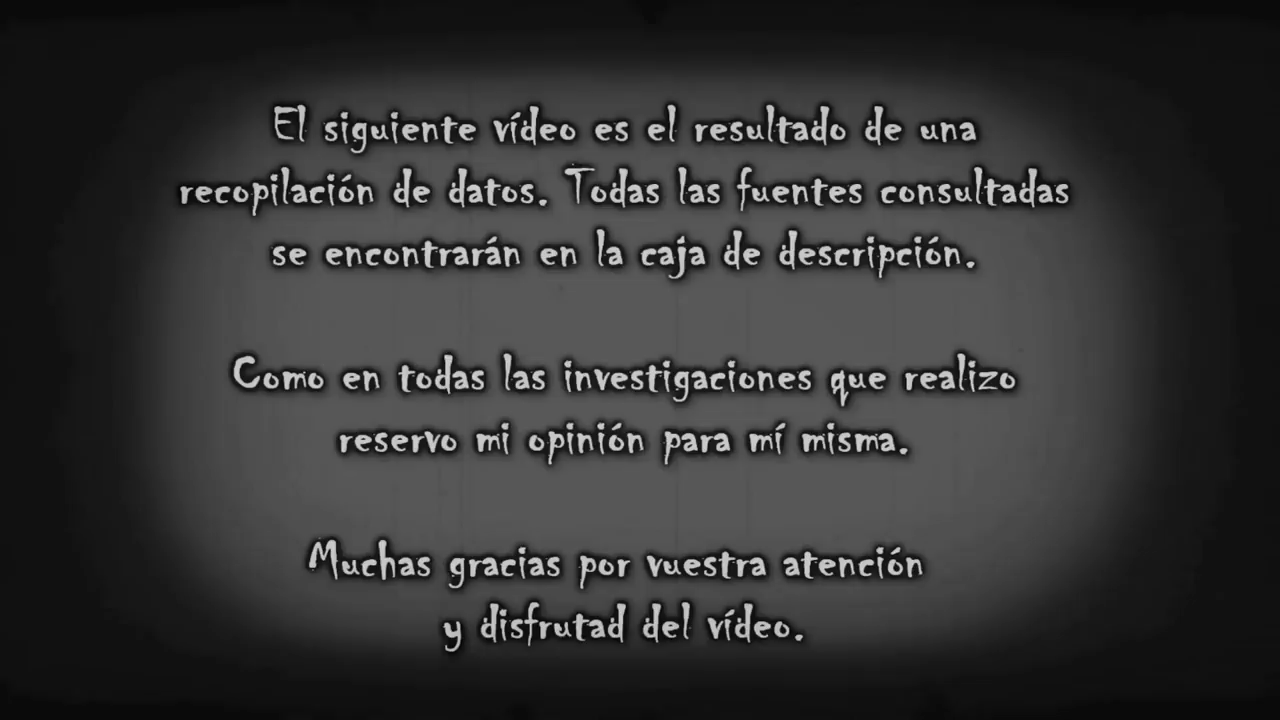 El siguiente vídeo es el resultado de una
recopilación de datos. Todas las fuentes consultadas
se encontrarán en la caja de descripción.
Como en todas las investigaciones que realizo
reservo mi opinión para mí misma.
Muchas gracias por vuestra atención
y disfrutad del vídeo.